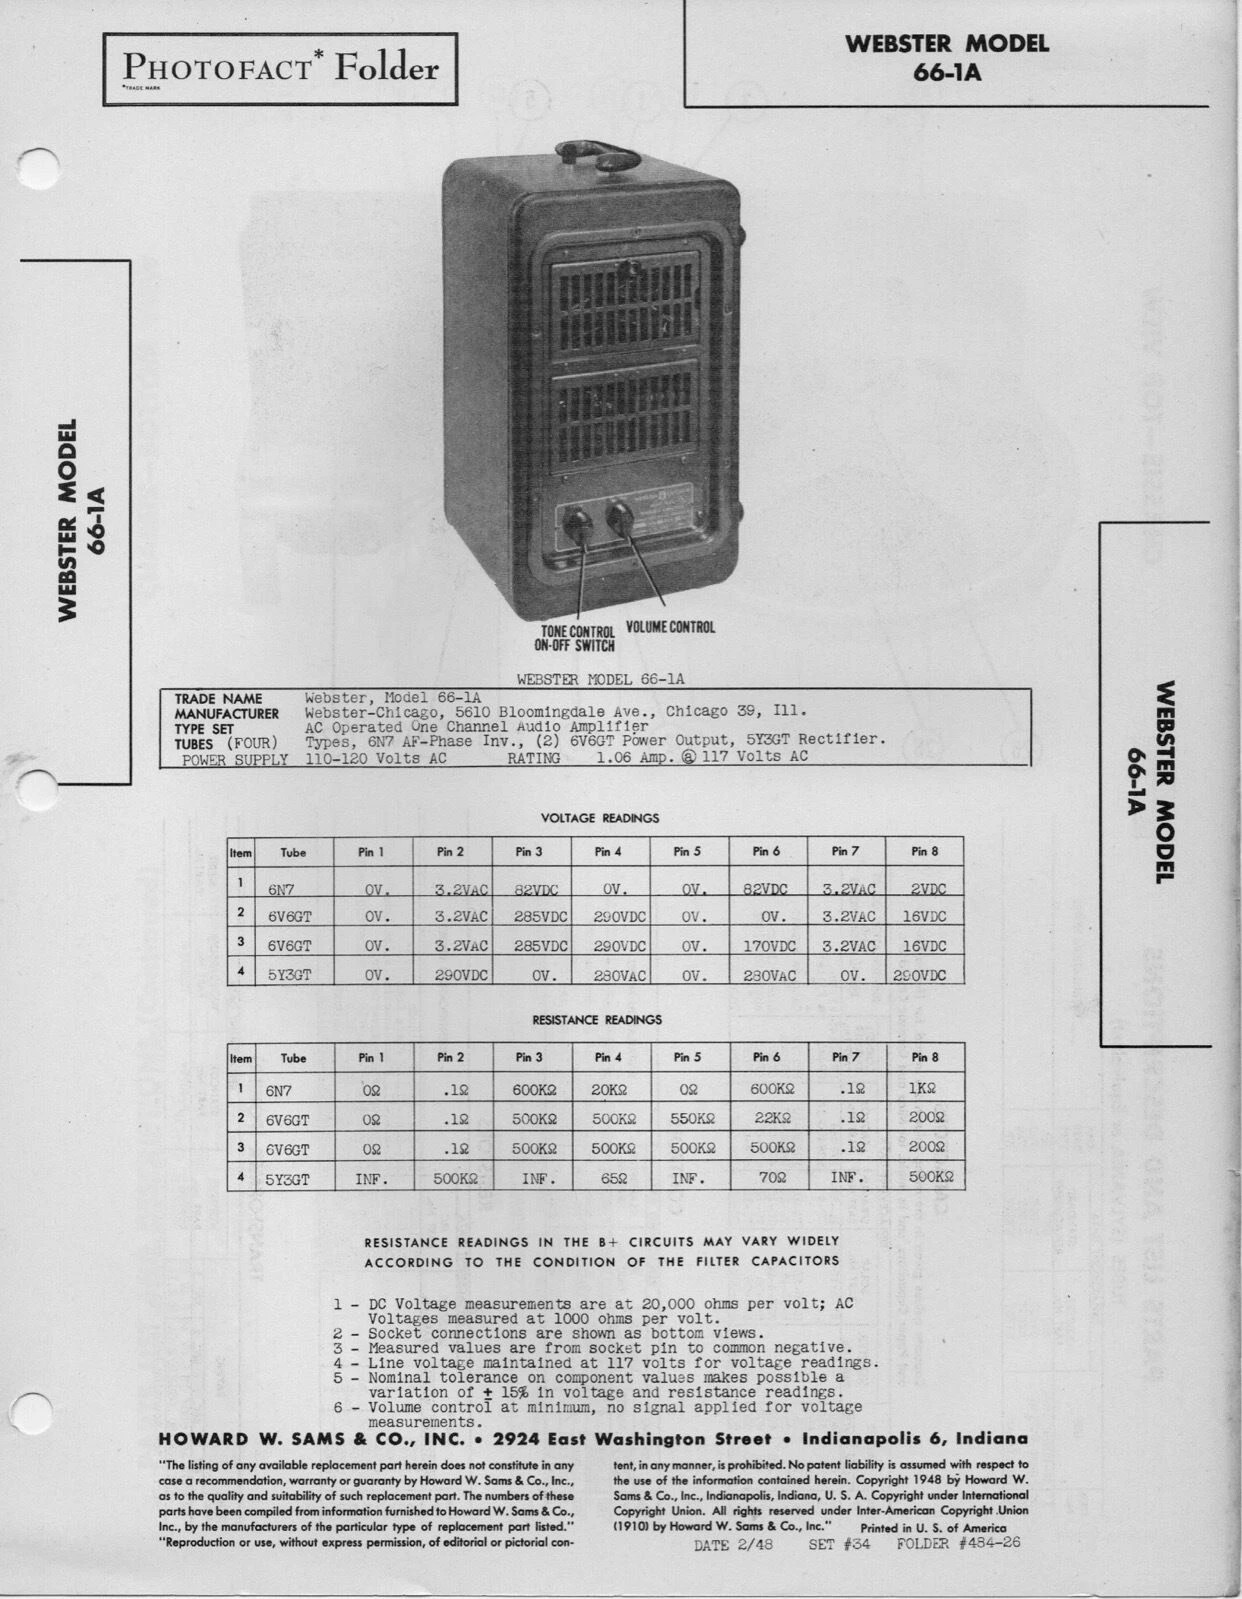 PHOTOFACT* Folder
*TRADE MARK
WEBSTER MODEL
66-1A
WEBSTER MODEL
66-1A
WEBSTER MODEL
66-1A
TONE CONTROL
ON-OFF SWITCH
VOLUME CONTROL
WEBSTER MODEL 66-1A
TRADE NAME Webster, Model 66-1A
MANUFACTURER Webster-Chicago, 5610 Bloomingdale Ave., Chicago 39, Ill.
TYPE SET AC Operated One Channel Audio Amplifier
TUBES (FOUR) Types, 6N7 AF-Phase Inv., (2) 6V6GT Power Output, 5Y3GT Rectifier.
POWER SUPPLY 110-120 Volts AC RATING 1.06 Amp. @ 117 Volts AC
VOLTAGE READINGS
Item Tube Pin 1 Pin 2 Pin 3 Pin 4 Pin 5 Pin 6 Pin 7 Pin 8
1 6N7 0V. 3.2VAC 82VDC 0V. 0V. 82VDC 3.2VAC 2VDC
2 6V6GT 0V. 3.2VAC 285VDC 290VDC 0V. 0V. 3.2VAC 16VDC
3 6V6GT 0V. 3.2VAC 285VDC 290VDC 0V. 170VDC 3.2VAC 16VDC
4 5Y3GT 0V. 290VDC 0V. 280VAC 0V. 280VAC 0V. 290VDC
RESISTANCE READINGS
Item Tube Pin 1 Pin 2 Pin 3 Pin 4 Pin 5 Pin 6 Pin 7 Pin 8
1 6N7 0Ω .1Ω 600KΩ 20KΩ 0Ω 600KΩ .1Ω 1KΩ
2 6V6GT 0Ω .1Ω 500KΩ 500KΩ 550KΩ 22KΩ .1Ω 200Ω
3 6V6GT 0Ω .1Ω 500KΩ 500KΩ 500KΩ 500KΩ .1Ω 200Ω
4 5Y3GT INF. 500KΩ INF. 65Ω INF. 70Ω INF. 500KΩ
RESISTANCE READINGS IN THE B+ CIRCUITS MAY VARY WIDELY
ACCORDING TO THE CONDITION OF THE FILTER CAPACITORS
1 - DC Voltage measurements are at 20,000 ohms per volt; AC
Voltages measured at 1000 ohms per volt.
2 - Socket connections are shown as bottom views.
3 - Measured values are from socket pin to common negative.
4 - Line voltage maintained at 117 volts for voltage readings.
5 - Nominal tolerance on component values makes possible a
variation of ± 15% in voltage and resistance readings.
6 - Volume control at minimum, no signal applied for voltage
measurements.
HOWARD W. SAMS & CO., INC. • 2924 East Washington Street • Indianapolis 6, Indiana
"The listing of any available replacement part herein does not constitute in any
case a recommendation, warranty or guaranty by Howard W. Sams & Co., Inc.,
as to the quality and suitability of such replacement part. The numbers of these
parts have been compiled from information furnished to Howard W. Sams & Co.,
Inc., by the manufacturers of the particular type of replacement part listed."
"Reproduction or use, without express permission, of editorial or pictorial con-
tent, in any manner, is prohibited. No patent liability is assumed with respect to
the use of the information contained herein. Copyright 1948 by Howard W.
Sams & Co., Inc., Indianapolis, Indiana, U. S. A. Copyright under International
Copyright Union. All rights reserved under Inter-American Copyright Union
(1910) by Howard W. Sams & Co., Inc." Printed in U. S. of America
DATE 2/48 SET #34 FOLDER #484-26